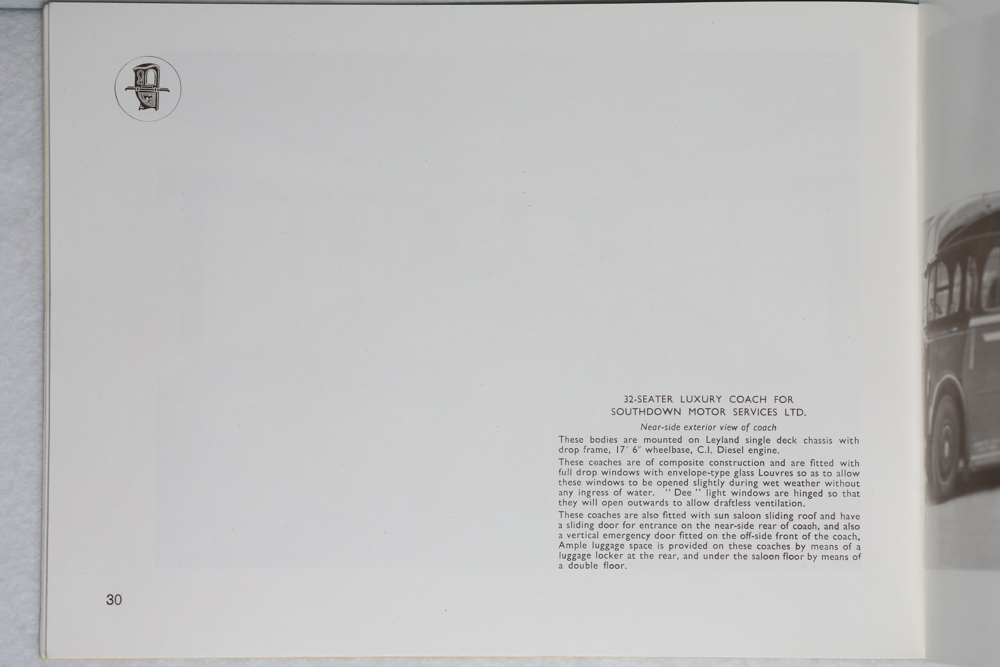 32-SEATER LUXURY COACH FOR
SOUTHDOWN MOTOR SERVICES LTD.
Near-side exterior view of coach
These bodies are mounted on Leyland single deck chassis with
drop frame, 17' 6" wheelbase, C.I. Diesel engine.
These coaches are of composite construction and are fitted with
full drop windows with envelope-type glass Louvres so as to allow
these windows to be opened slightly during wet weather without
any ingress of water. "Dee" light windows are hinged so that
they will open outwards to allow draftless ventilation.
These coaches are also fitted with sun saloon sliding roof and have
a sliding door for entrance on the near-side rear of coach, and also
a vertical emergency door fitted on the off-side front of the coach,
Ample luggage space is provided on these coaches by means of a
luggage locker at the rear, and under the saloon floor by means of
a double floor.
30